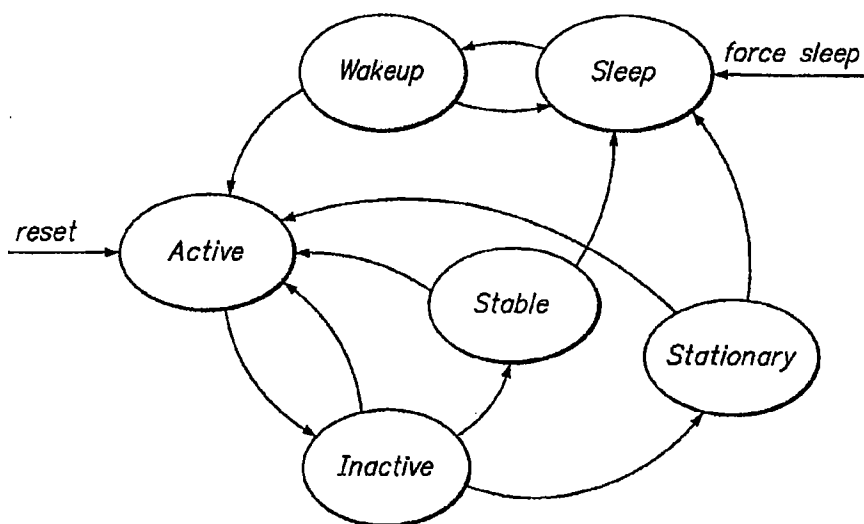 Wakeup
Sleep
force sleep
reset
Active
Stable
Stationary
Inactive